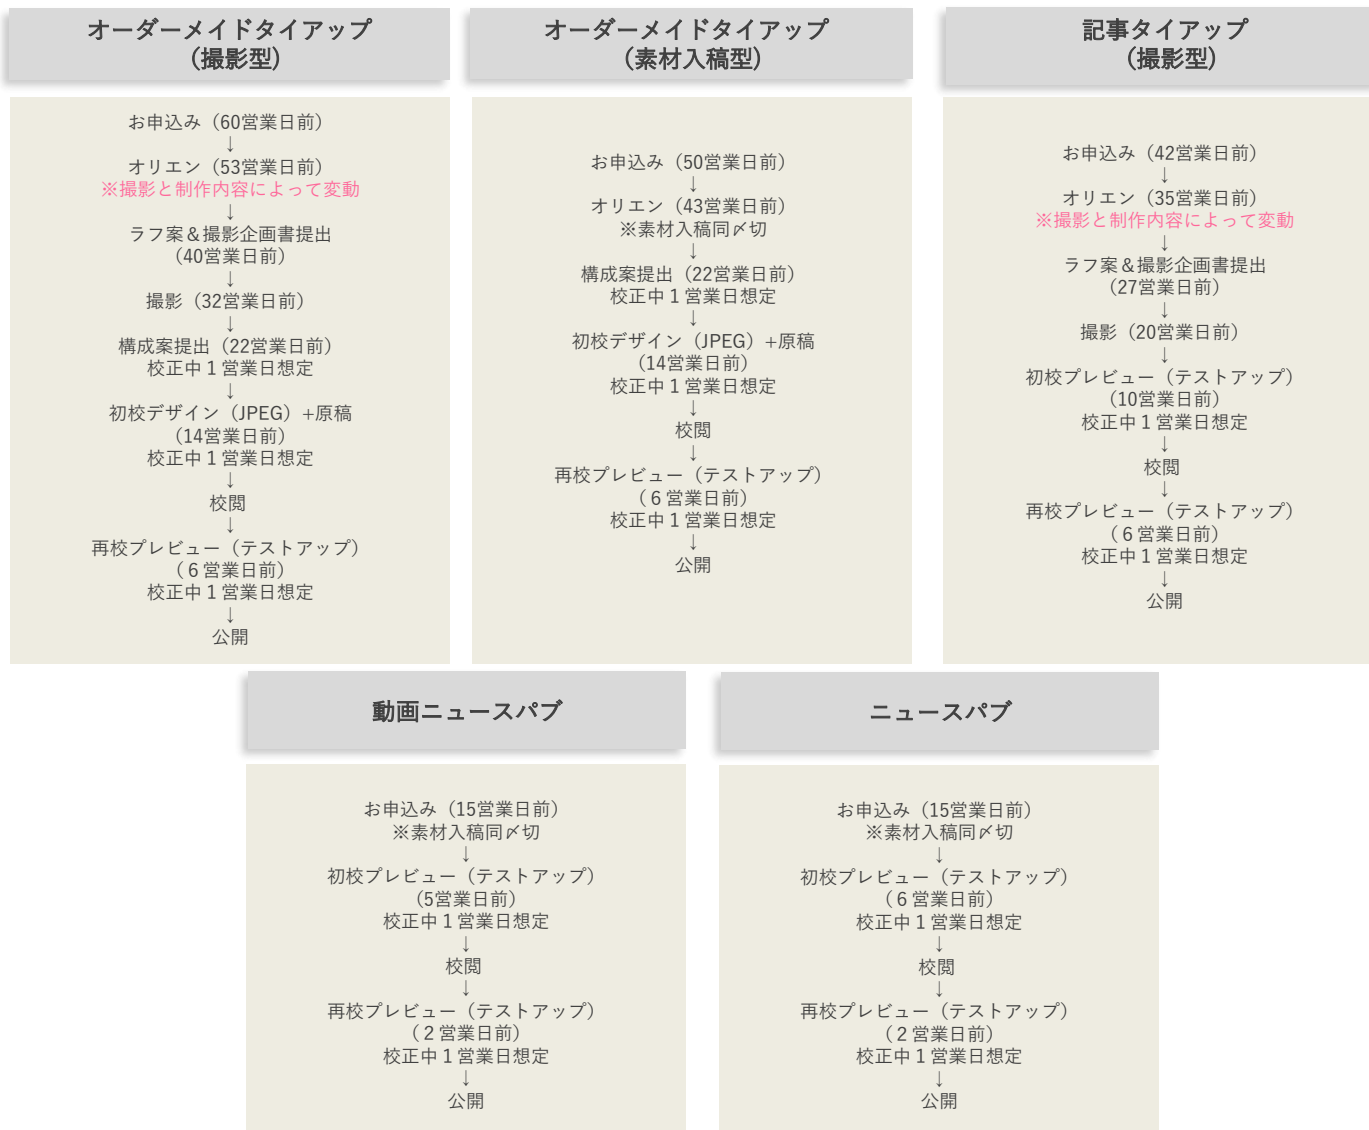 オーダーメイドタイアップ
(撮影型)
お申込み（60営業日前）
↓
オリエン（53営業日前）
※撮影と制作内容によって変動
↓
ラフ案＆撮影企画書提出
（40営業日前）
↓
撮影（32営業日前）
↓
構成案提出（22営業日前）
校正中１営業日想定
↓
初校デザイン（JPEG）+原稿
（14営業日前）
校正中１営業日想定
↓
校閲
↓
再校プレビュー（テストアップ）
（６営業日前）
校正中１営業日想定
↓
公開
オーダーメイドタイアップ
（素材入稿型）
お申込み（50営業日前）
↓
オリエン（43営業日前）
※素材入稿同〆切
↓
構成案提出（22営業日前）
校正中１営業日想定
↓
初校デザイン（JPEG）+原稿
（14営業日前）
校正中１営業日想定
↓
校閲
↓
再校プレビュー（テストアップ）
（６営業日前）
校正中１営業日想定
↓
公開
記事タイアップ
（撮影型）
お申込み（42営業日前）
↓
オリエン（35営業日前）
※撮影と制作内容によって変動
↓
ラフ案＆撮影企画書提出
（27営業日前）
↓
撮影（20営業日前）
↓
初校プレビュー（テストアップ）
（10営業日前）
校正中１営業日想定
↓
校閲
↓
再校プレビュー（テストアップ）
（６営業日前）
校正中１営業日想定
↓
公開
動画ニュースパブ
お申込み（15営業日前）
※素材入稿同〆切
↓
初校プレビュー（テストアップ）
（5営業日前）
校正中１営業日想定
↓
校閲
↓
再校プレビュー（テストアップ）
（２営業日前）
校正中１営業日想定
↓
公開
ニュースパブ
お申込み（15営業日前）
※素材入稿同〆切
↓
初校プレビュー（テストアップ）
（６営業日前）
校正中１営業日想定
↓
校閲
↓
再校プレビュー（テストアップ）
（２営業日前）
校正中１営業日想定
↓
公開